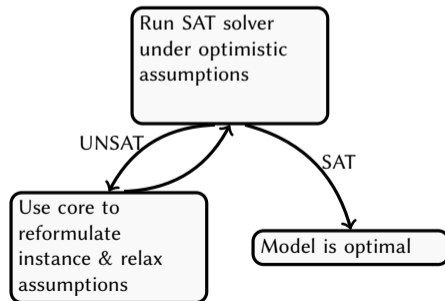 Run SAT solver
under optimistic
assumptions
UNSAT
SAT
Use core to
reformulate
instance & relax
assumptions
Model is optimal